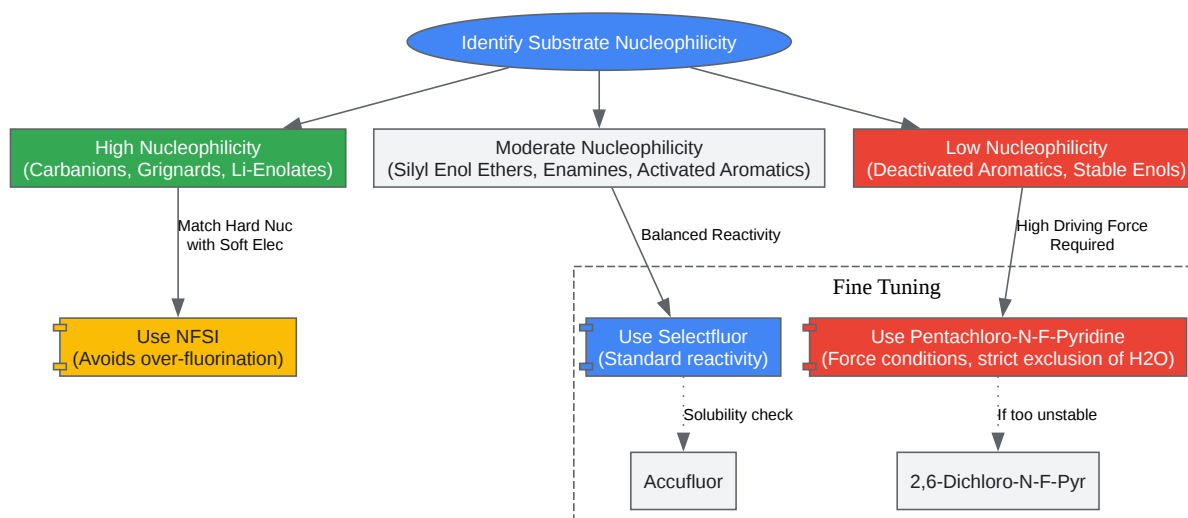 Identify Substrate Nucleophilicity
High Nucleophilicity
(Carbanions, Grignards, Li-Enolates)
Moderate Nucleophilicity
(Silyl Enol Ethers, Enamines, Activated Aromatics)
Low Nucleophilicity
(Deactivated Aromatics, Stable Enols)
Match Hard Nuc
with Soft Elec
Balanced Reactivity
High Driving Force
Required
Fine Tuning
Use NFSI
(Avoids over-fluorination)
Use Selectfluor
(Standard reactivity)
Use Pentachloro-N-F-Pyridine
(Force conditions, strict exclusion of H2O)
Solubility check
If too unstable
Accufluor
2,6-Dichloro-N-F-Pyr